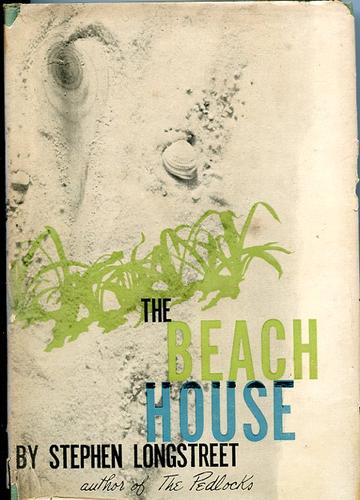 THE
BEACH
HOUSE
BY STEPHEN LONGSTREET
author of The Pedlocks